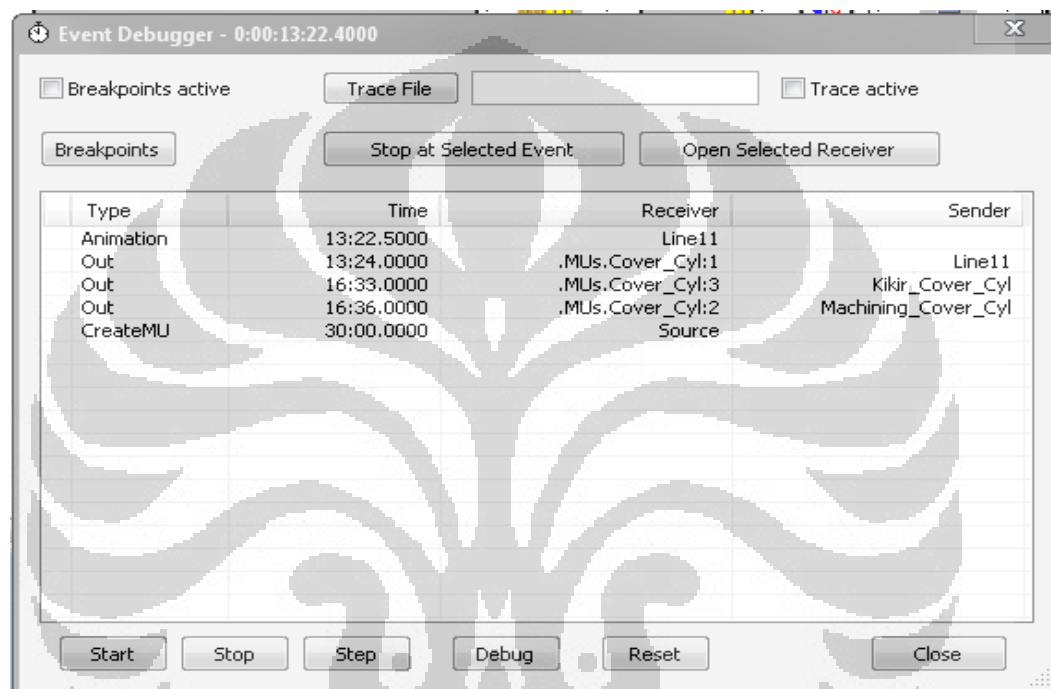 Event Debugger - 0:00:13:22.4000
Breakpoints active Trace File Trace active
Breakpoints Stop at Selected Event Open Selected Receiver
Type Time Receiver Sender
Animation 13:22.5000 Line11
Out 13:24.0000 .MUs.Cover_Cyl:1 Line11
Out 16:33.0000 .MUs.Cover_Cyl:3 Kikir_Cover_Cyl
Out 16:36.0000 .MUs.Cover_Cyl:2 Machining_Cover_Cyl
CreateMU 30:00.0000 Source
Start Stop Step Debug Reset Close